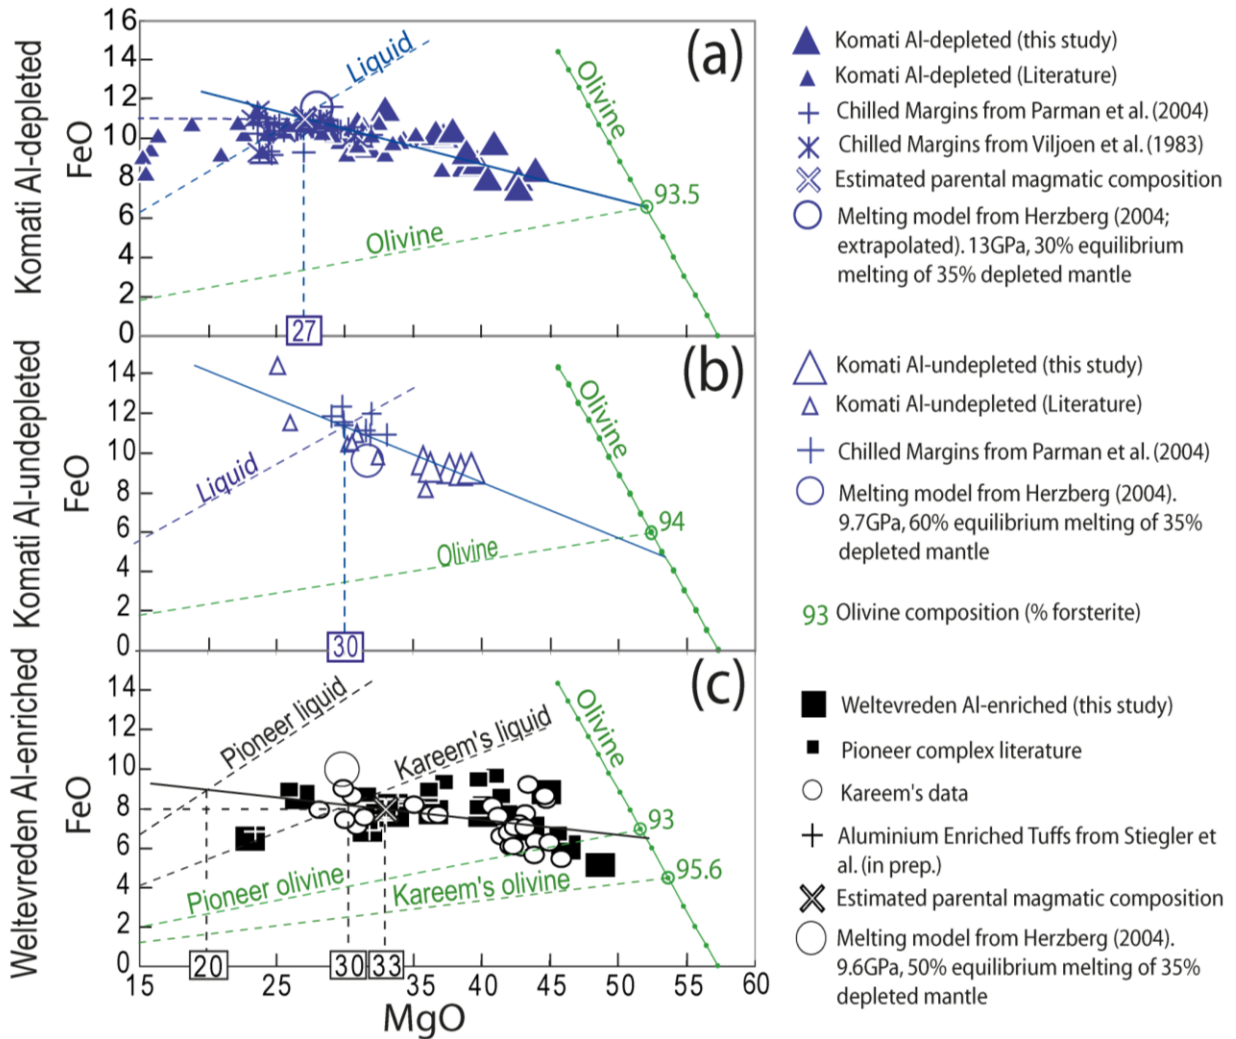 Komati Al-depleted
FeO
16
14
12
10
8
6
4
2
0
(a)
Liquid
Olivine
93.5
Olivine
27
Komati Al-depleted (this study)
Komati Al-depleted (Literature)
Chilled Margins from Parman et al. (2004)
Chilled Margins from Viljoen et al. (1983)
Estimated parental magmatic composition
Melting model from Herzberg (2004;
extrapolated). 13GPa, 30% equilibrium
melting of 35% depleted mantle
Komati Al-undepleted
FeO
14
12
10
8
6
4
2
0
(b)
Olivine
Liquid
94
Olivine
30
Komati Al-undepleted (this study)
Komati Al-undepleted (Literature)
Chilled Margins from Parman et al. (2004)
Melting model from Herzberg (2004).
9.7GPa, 60% equilibrium melting of 35%
depleted mantle
93 Olivine composition (% forsterite)
Weltevreden Al-enriched
FeO
14
12
10
8
6
4
2
0
(c)
Pioneer liquid
Kareem's liquid
Olivine
93
95.6
Pioneer olivine
Kareem's olivine
20
30
33
15
25
35
40
45
50
55
60
MgO
Weltevreden Al-enriched (this study)
Pioneer complex literature
Kareem's data
Aluminium Enriched Tuffs from Stiegler et
al. (in prep.)
Estimated parental magmatic composition
Melting model from Herzberg (2004).
9.6GPa, 50% equilibrium melting of 35%
depleted mantle